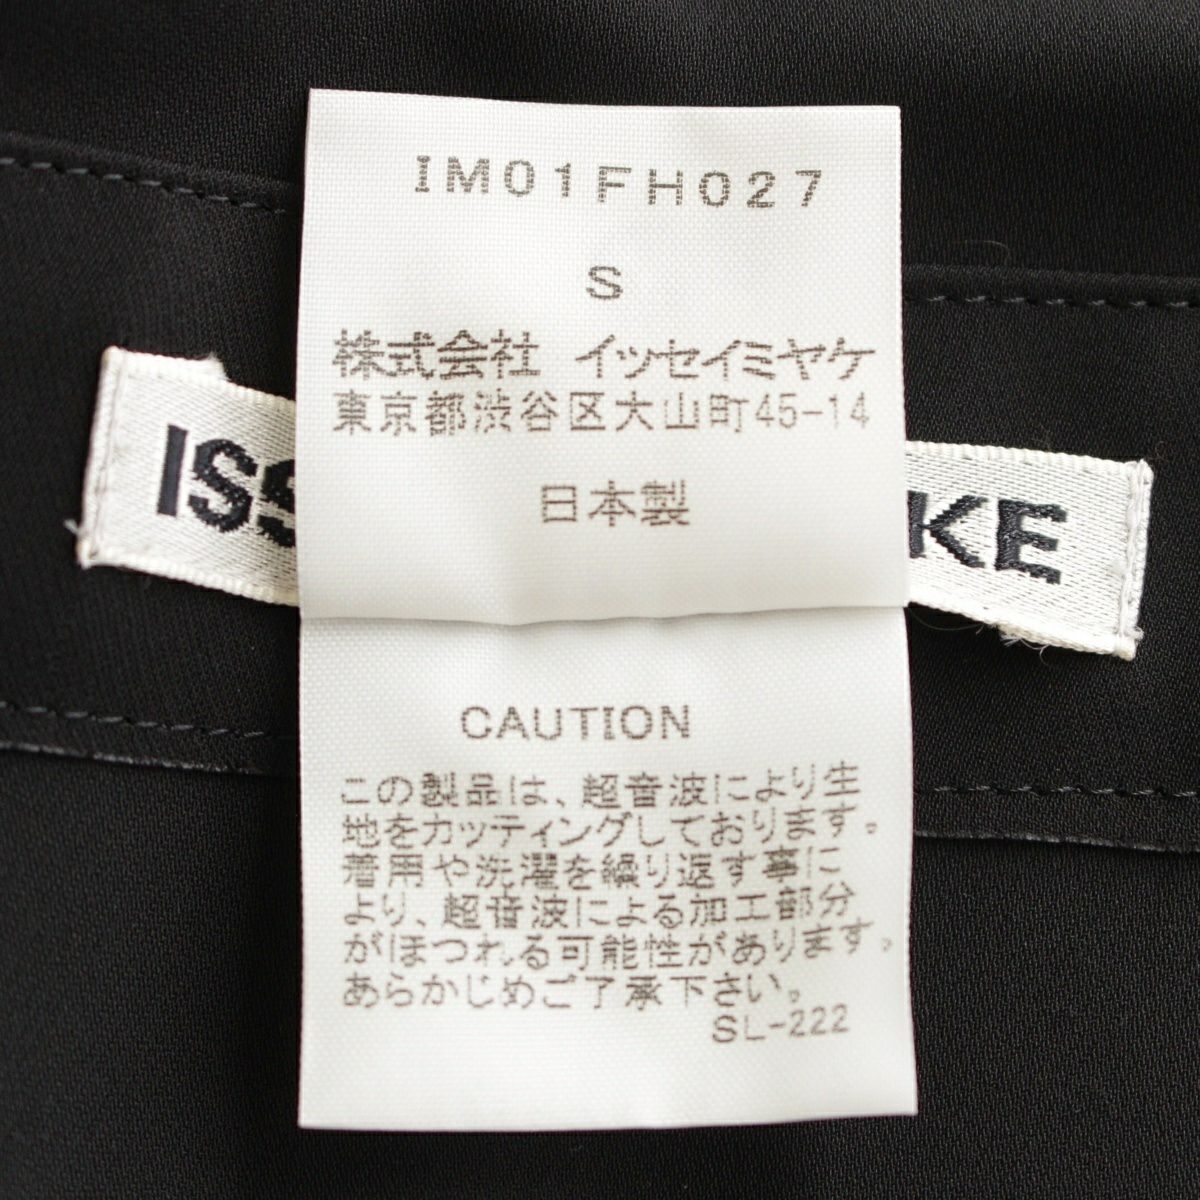 IM01FH027
S
株式会社 イッセイミヤケ
東京都渋谷区大山町45-14
日本製
ISS KE
CAUTION
この製品は、超音波により生
地をカッティングしております。
着用や洗濯を繰り返す事に
より、超音波による加工部分
がほつれる可能性があります。
あらかじめご了承下さい。
SL-222